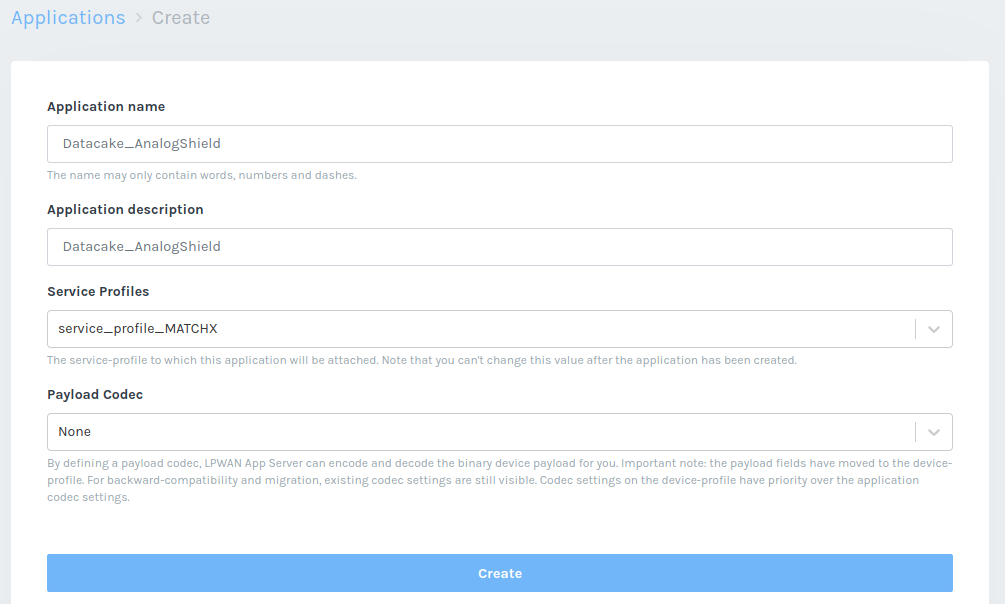 Applications > Create
Application name
Datacake_AnalogShield
The name may only contain words, numbers and dashes.
Application description
Datacake_AnalogShield
Service Profiles
service_profile_MATCHX
The service-profile to which this application will be attached. Note that you can't change this value after the application has been created.
Payload Codec
None
By defining a payload codec, LPWAN App Server can encode and decode the binary device payload for you. Important note: the payload fields have moved to the device-
profile. For backward-compatibility and migration, existing codec settings are still visible. Codec settings on the device-profile have priority over the application
codec settings.
Create